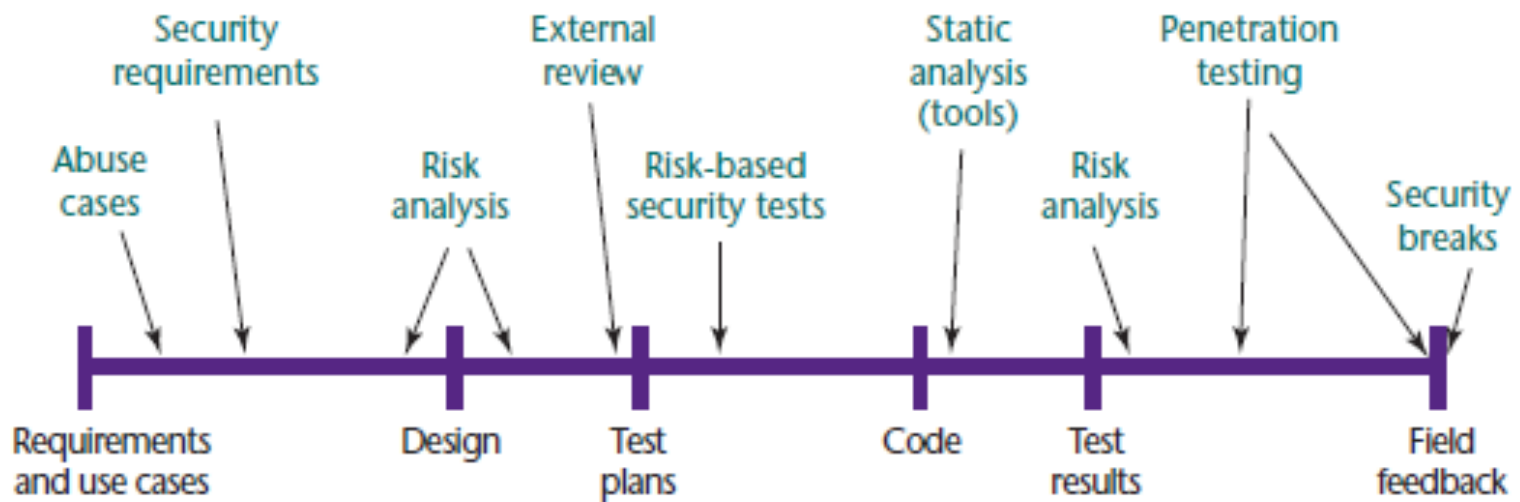 Security
requirements
External
review
Static
analysis
(tools)
Penetration
testing
Abuse
cases
Risk
analysis
Risk-based
security tests
Risk
analysis
Security
breaks
Requirements
and use cases
Design
Test
plans
Code
Test
results
Field
feedback